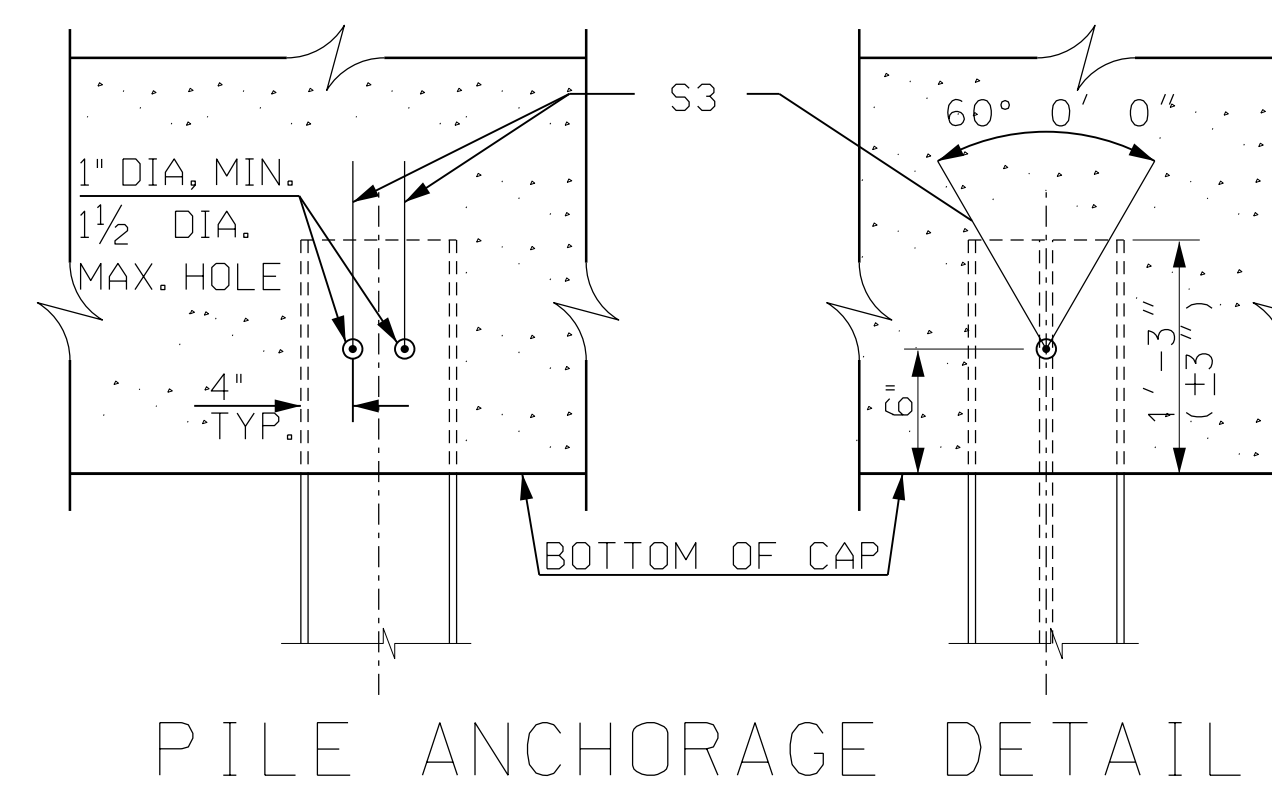 S3
60° 0' 0"
1" DIA, MIN.
1½ DIA.
MAX. HOLE
4"
TYP.
6"
1'-3"
(±3")
BOTTOM OF CAP
PILE ANCHORAGE DETAIL